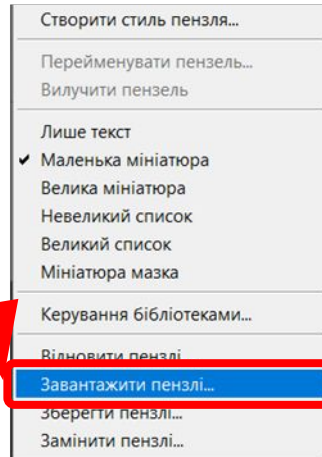 Створити стиль пензля...
Перейменувати пензель...
Вилучити пензель
Лише текст
Маленька мініатюра
Велика мініатюра
Невеликий список
Великий список
Мініатюра мазка
Керування бібліотеками...
Відновити пензлі...
Завантажити пензлі...
Зберегти пензлі...
Замінити пензлі...